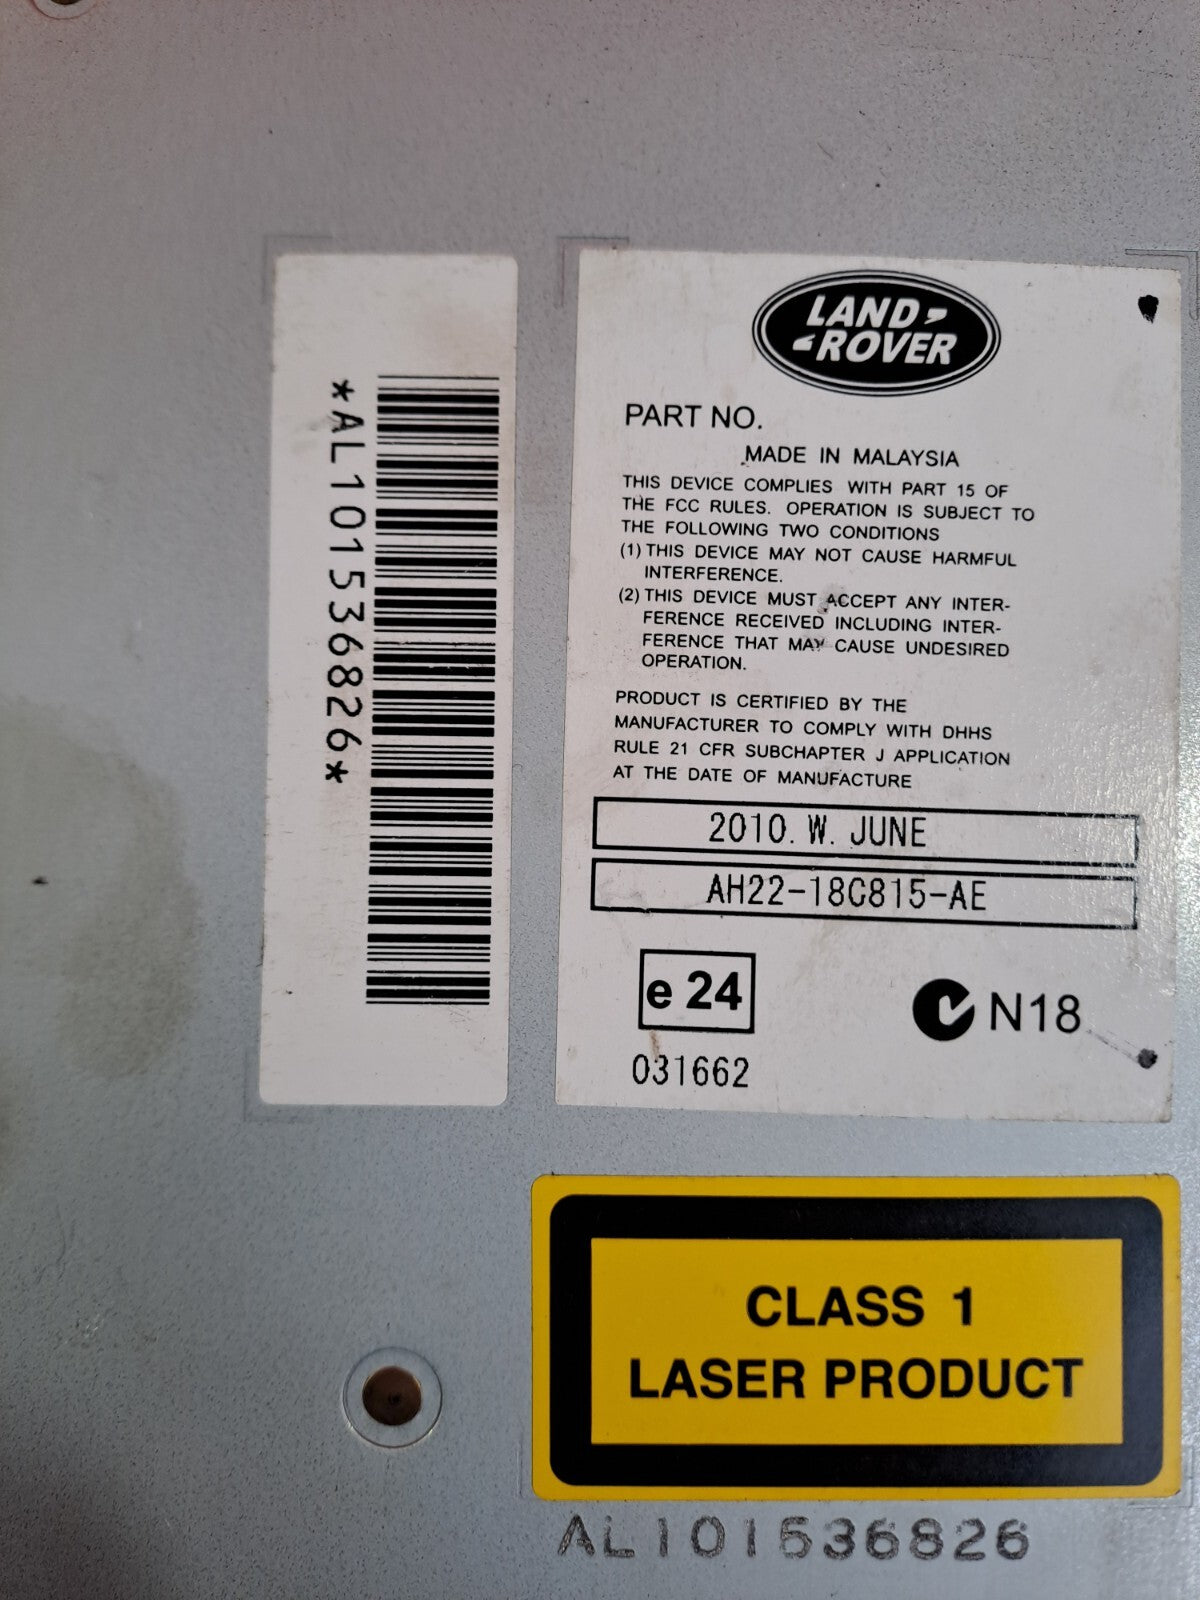 *AL101536826*
LAND
ROVER
PART NO.
MADE IN MALAYSIA
THIS DEVICE COMPLIES WITH PART 15 OF
THE FCC RULES. OPERATION IS SUBJECT TO
THE FOLLOWING TWO CONDITIONS
(1) THIS DEVICE MAY NOT CAUSE HARMFUL
INTERFERENCE.
(2) THIS DEVICE MUST ACCEPT ANY INTER-
FERENCE RECEIVED INCLUDING INTER-
FERENCE THAT MAY CAUSE UNDESIRED
OPERATION.
PRODUCT IS CERTIFIED BY THE
MANUFACTURER TO COMPLY WITH DHHS
RULE 21 CFR SUBCHAPTER J APPLICATION
AT THE DATE OF MANUFACTURE
2010. W. JUNE
AH22-18C815-AE
e 24
N18
031662
CLASS 1
LASER PRODUCT
AL101536826